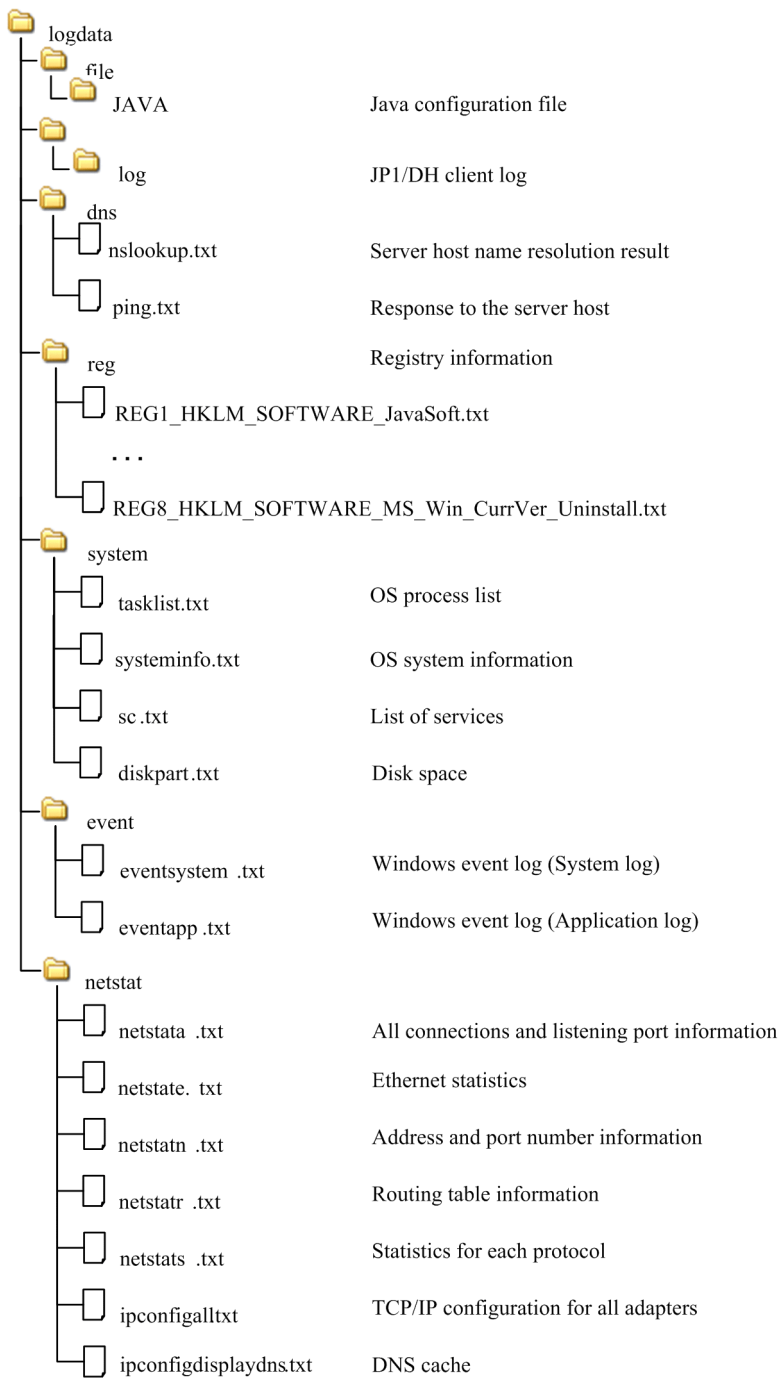 logdata
file
JAVA Java configuration file
log JP1/DH client log
dns
nslookup.txt Server host name resolution result
ping.txt Response to the server host
reg Registry information
REG1_HKLM_SOFTWARE_JavaSoft.txt
...
REG8_HKLM_SOFTWARE_MS_Win_CurrVer_Uninstall.txt
system
tasklist.txt OS process list
systeminfo.txt OS system information
sc.txt List of services
diskpart.txt Disk space
event
eventsystem .txt Windows event log (System log)
eventapp .txt Windows event log (Application log)
netstat
netstata .txt All connections and listening port information
netstate. txt Ethernet statistics
netstatn .txt Address and port number information
netstatr .txt Routing table information
netstats .txt Statistics for each protocol
ipconfigalltxt TCP/IP configuration for all adapters
ipconfigdisplaydns.txt DNS cache